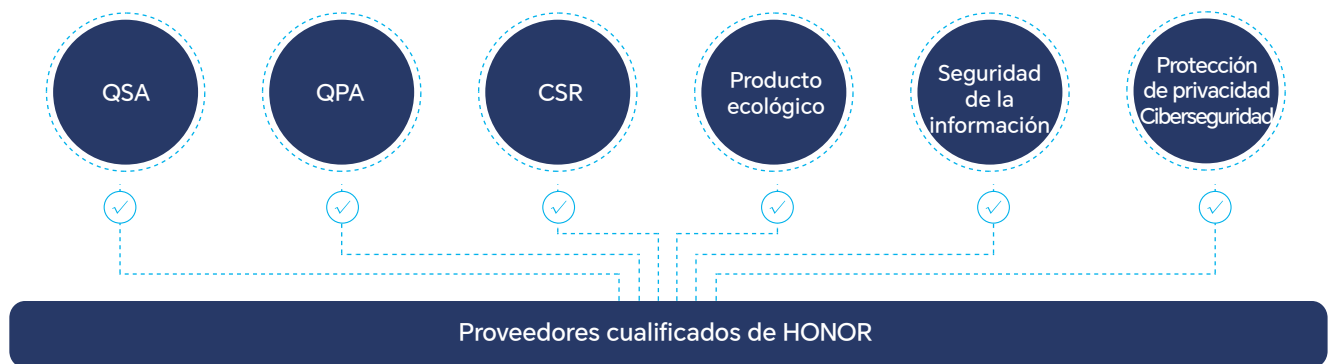 QSA
QPA
CSR
Producto
ecológico
Seguridad
de la
información
Protección
de privacidad
Ciberseguridad
Proveedores cualificados de HONOR